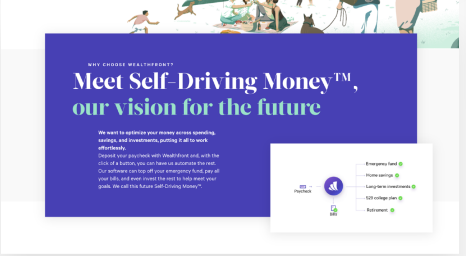 WHY CHOOSE WEALTHFRONT?
Meet Self-Driving Money™,
our vision for the future
We want to optimize your money across spending,
savings, and investments, putting it all to work
effortlessly.
Deposit your paycheck with Wealthfront and, with the
click of a button, you can have us automate the rest.
Our software can top off your emergency fund, pay all
your bills, and even invest the rest to help meet your
goals. We call this future Self-Driving Money™.
Emergency fund
Home savings
Paycheck
Long-term investments
529 college plan
Bills
Retirement